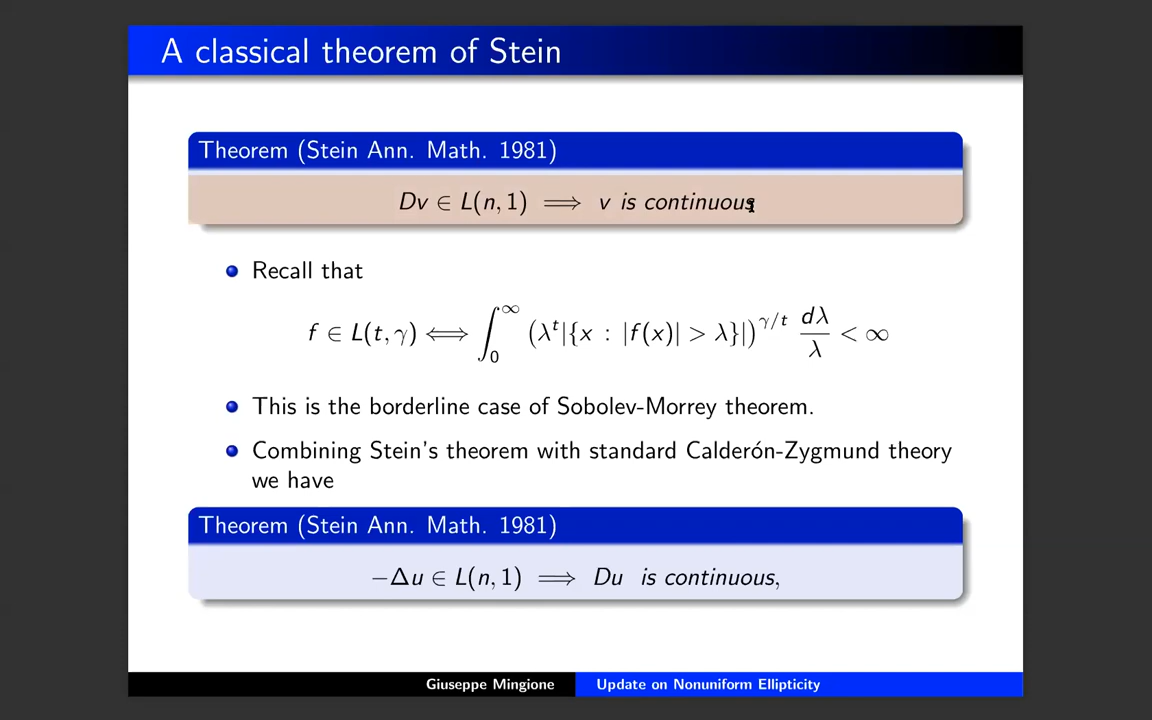 A classical theorem of Stein
Theorem (Stein Ann. Math. 1981)
Dv ∈ L(n, 1) ⟹ v is continuous
Recall that
f ∈ L(t, γ) ⟺ ∫₀^∞ (λ^t |{x : |f(x)| > λ}|)^{γ/t} dλ/λ < ∞
This is the borderline case of Sobolev-Morrey theorem.
Combining Stein's theorem with standard Calderón-Zygmund theory
we have
Theorem (Stein Ann. Math. 1981)
−Δu ∈ L(n, 1) ⟹ Du is continuous,
Giuseppe Mingione Update on Nonuniform Ellipticity